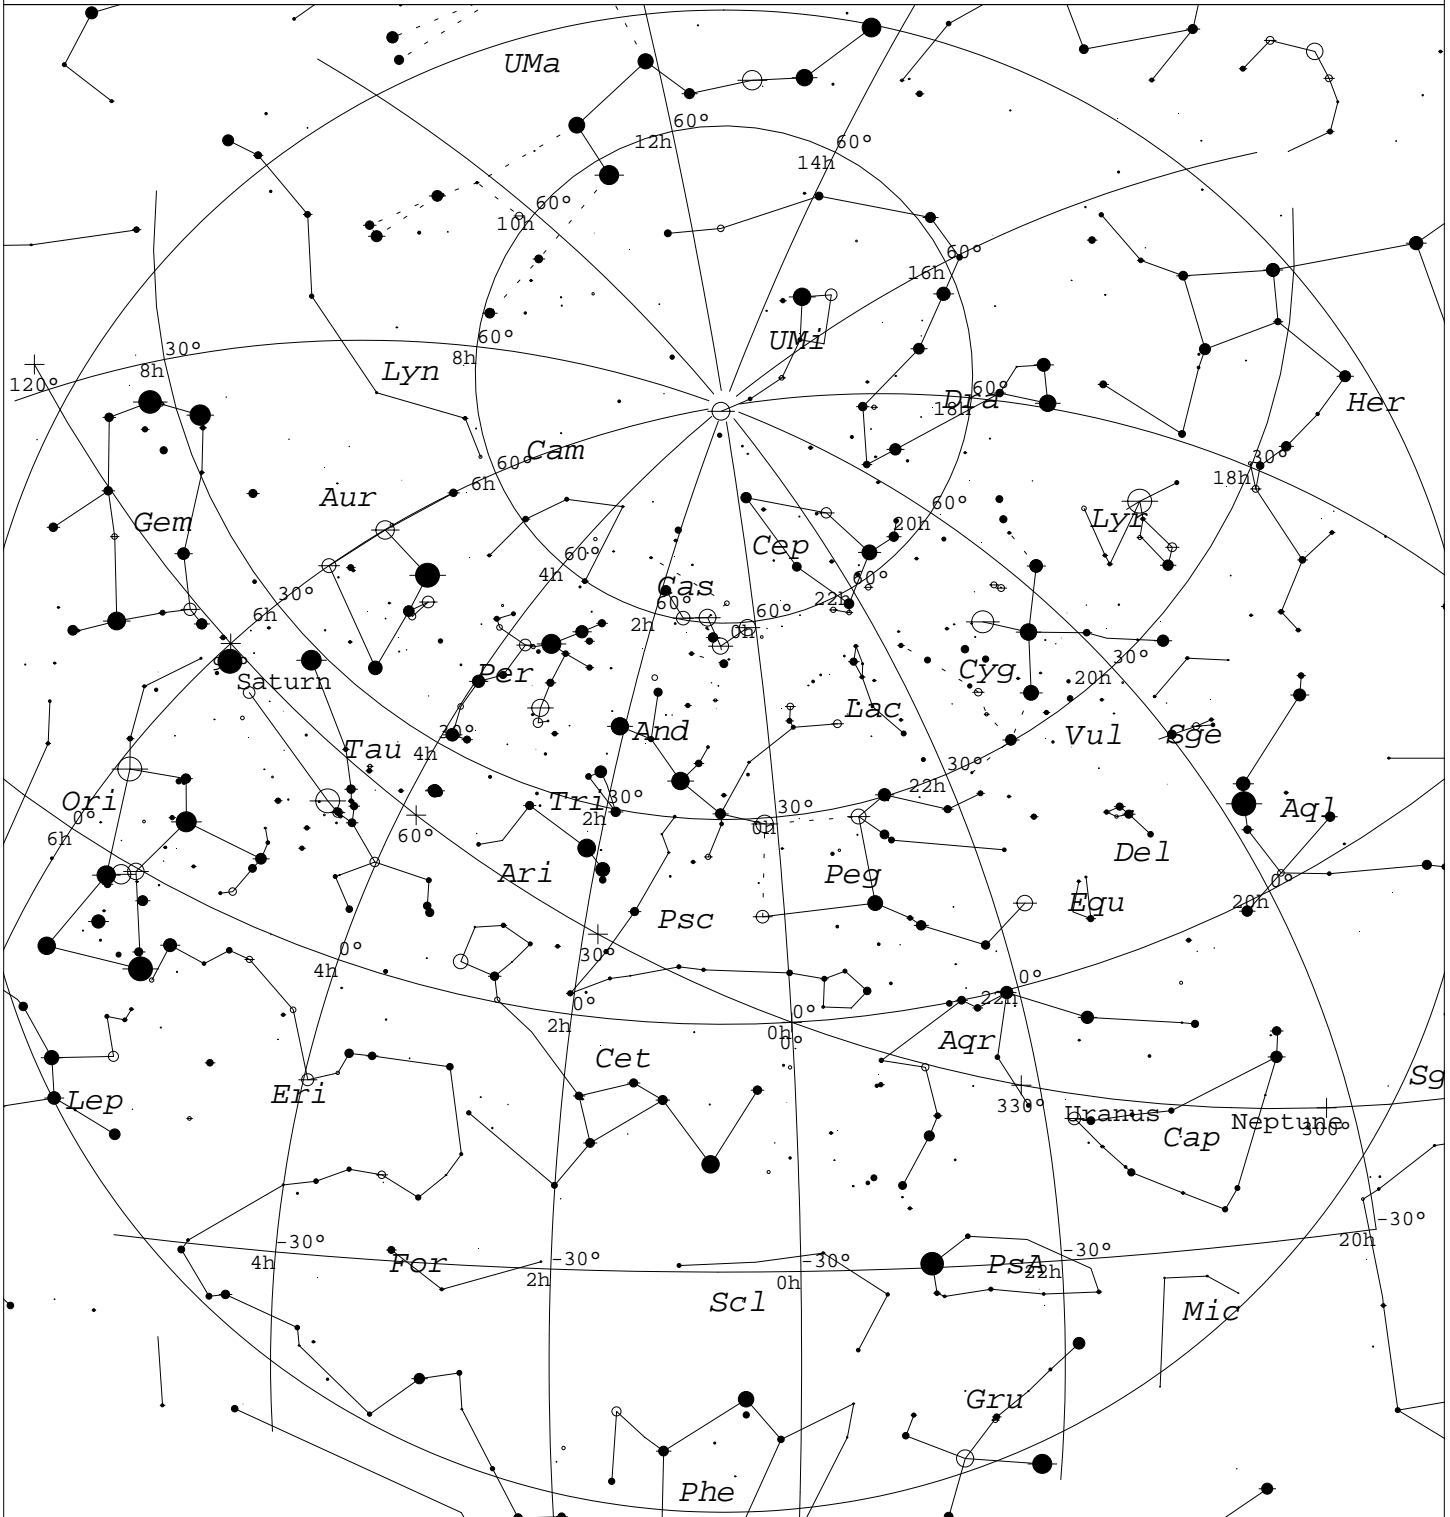 UMa
60°
12h
60°
14h
60°
10h
60°
16h
UMi
60°
8h
30°
8h
120°
Lyn
60°
Dra
18h
Her
Cam
60°
6h
30°
18h
Aur
Gem
60°
20h
Lyr
Cep
60°
4h
Cas
60°
2h
60°
0h
60°
22h
30°
6h
Per
Saturn
Cyg
30°
20h
Lac
And
30°
4h
Tau
Vul
Sge
30°
22h
Ori
0°
6h
Tri
30°
2h
30°
0h
60°
Aql
Del
Ari
Peg
Psc
Equ
0°
20h
30°
0°
4h
0°
22h
0°
2h
0°
0h
0°
Aqr
Cet
Eri
Lep
Sg
330°
Uranus
Neptune
300°
Cap
-30°
20h
-30°
4h
For
-30°
2h
-30°
0h
PsA
-30°
22h
Scl
Mic
Gru
Phe